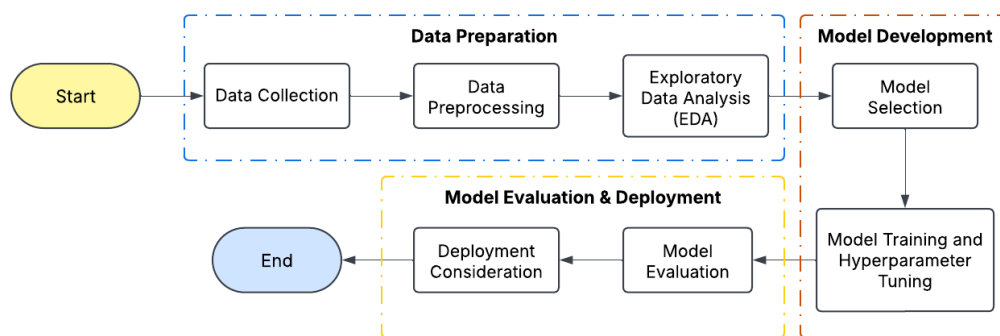 Data Preparation
Model Development
Start
Data Collection
Data
Preprocessing
Exploratory
Data Analysis
(EDA)
Model
Selection
Model Evaluation & Deployment
End
Deployment
Consideration
Model
Evaluation
Model Training and
Hyperparameter
Tuning